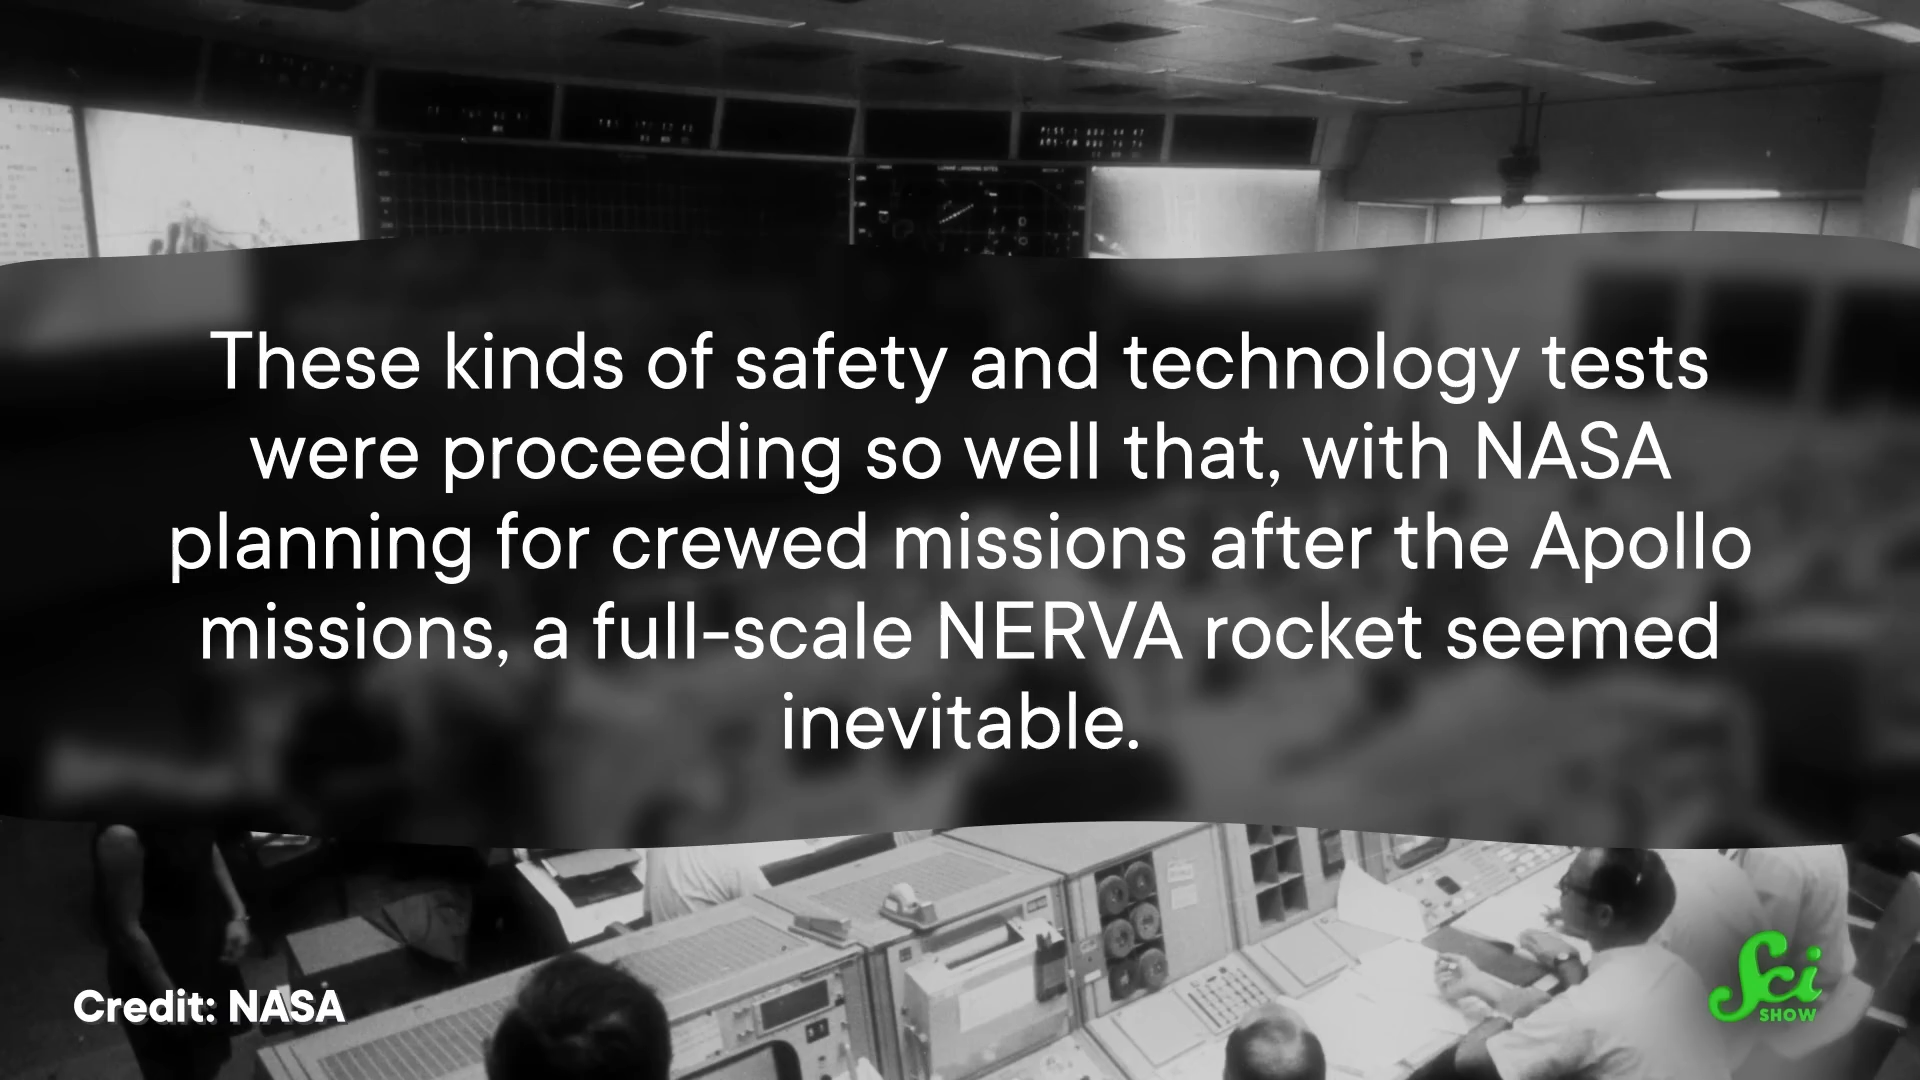 These kinds of safety and technology tests
were proceeding so well that, with NASA
planning for crewed missions after the Apollo
missions, a full-scale NERVA rocket seemed
inevitable.
Credit: NASA
Sci
SHOW